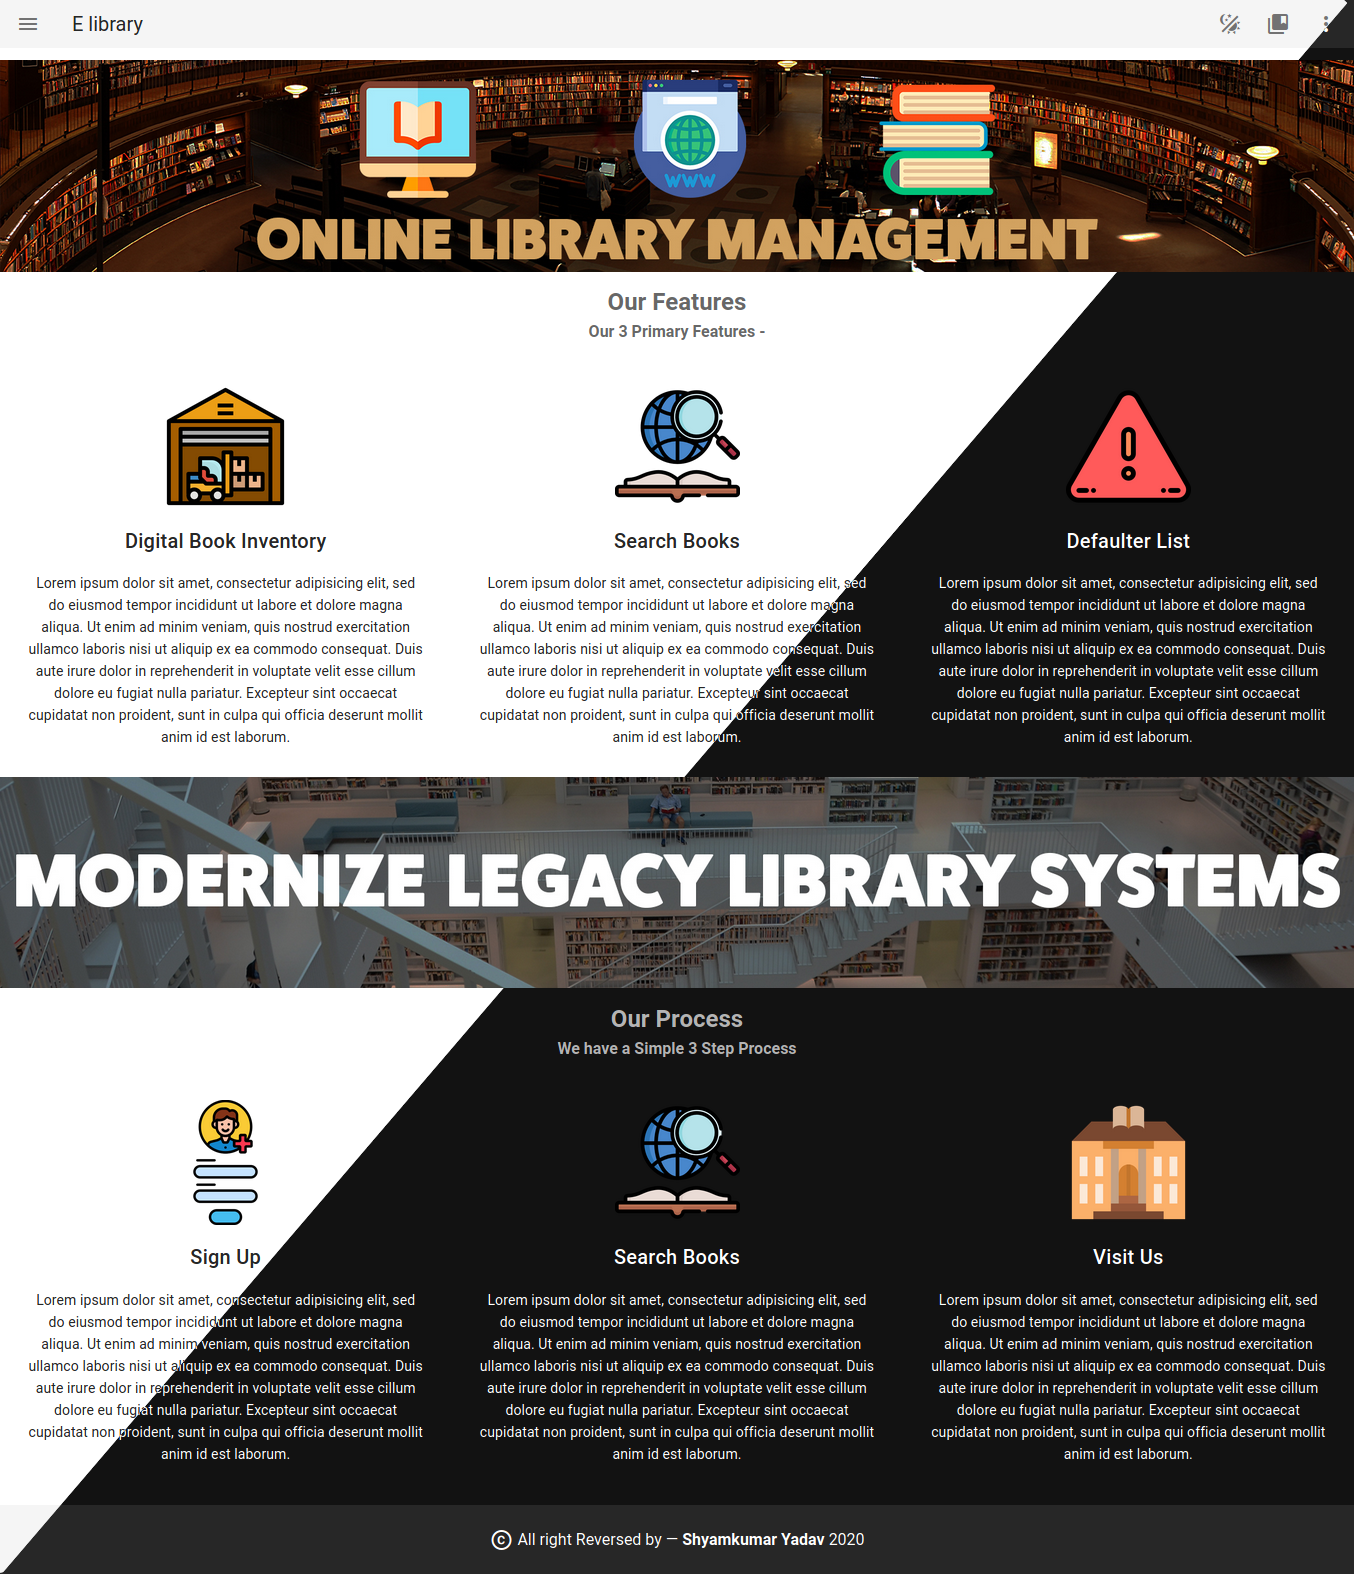 E library
WWW
ONLINE LIBRARY MANAGEMENT
Our Features
Our 3 Primary Features -
Digital Book Inventory
Lorem ipsum dolor sit amet, consectetur adipisicing elit, sed
do eiusmod tempor incididunt ut labore et dolore magna
aliqua. Ut enim ad minim veniam, quis nostrud exercitation
ullamco laboris nisi ut aliquip ex ea commodo consequat. Duis
aute irure dolor in reprehenderit in voluptate velit esse cillum
dolore eu fugiat nulla pariatur. Excepteur sint occaecat
cupidatat non proident, sunt in culpa qui officia deserunt mollit
anim id est laborum.
Search Books
Lorem ipsum dolor sit amet, consectetur adipisicing elit, sed
do eiusmod tempor incididunt ut labore et dolore magna
aliqua. Ut enim ad minim veniam, quis nostrud exercitation
ullamco laboris nisi ut aliquip ex ea commodo consequat. Duis
aute irure dolor in reprehenderit in voluptate velit esse cillum
dolore eu fugiat nulla pariatur. Excepteur sint occaecat
cupidatat non proident, sunt in culpa qui officia deserunt mollit
anim id est laborum.
Defaulter List
Lorem ipsum dolor sit amet, consectetur adipisicing elit, sed
do eiusmod tempor incididunt ut labore et dolore magna
aliqua. Ut enim ad minim veniam, quis nostrud exercitation
ullamco laboris nisi ut aliquip ex ea commodo consequat. Duis
aute irure dolor in reprehenderit in voluptate velit esse cillum
dolore eu fugiat nulla pariatur. Excepteur sint occaecat
cupidatat non proident, sunt in culpa qui officia deserunt mollit
anim id est laborum.
MODERNIZE LEGACY LIBRARY SYSTEMS
Our Process
We have a Simple 3 Step Process
Sign Up
Lorem ipsum dolor sit amet, consectetur adipisicing elit, sed
do eiusmod tempor incididunt ut labore et dolore magna
aliqua. Ut enim ad minim veniam, quis nostrud exercitation
ullamco laboris nisi ut aliquip ex ea commodo consequat. Duis
aute irure dolor in reprehenderit in voluptate velit esse cillum
dolore eu fugiat nulla pariatur. Excepteur sint occaecat
cupidatat non proident, sunt in culpa qui officia deserunt mollit
anim id est laborum.
Search Books
Lorem ipsum dolor sit amet, consectetur adipisicing elit, sed
do eiusmod tempor incididunt ut labore et dolore magna
aliqua. Ut enim ad minim veniam, quis nostrud exercitation
ullamco laboris nisi ut aliquip ex ea commodo consequat. Duis
aute irure dolor in reprehenderit in voluptate velit esse cillum
dolore eu fugiat nulla pariatur. Excepteur sint occaecat
cupidatat non proident, sunt in culpa qui officia deserunt mollit
anim id est laborum.
Visit Us
Lorem ipsum dolor sit amet, consectetur adipisicing elit, sed
do eiusmod tempor incididunt ut labore et dolore magna
aliqua. Ut enim ad minim veniam, quis nostrud exercitation
ullamco laboris nisi ut aliquip ex ea commodo consequat. Duis
aute irure dolor in reprehenderit in voluptate velit esse cillum
dolore eu fugiat nulla pariatur. Excepteur sint occaecat
cupidatat non proident, sunt in culpa qui officia deserunt mollit
anim id est laborum.
© All right Reversed by — Shyamkumar Yadav 2020